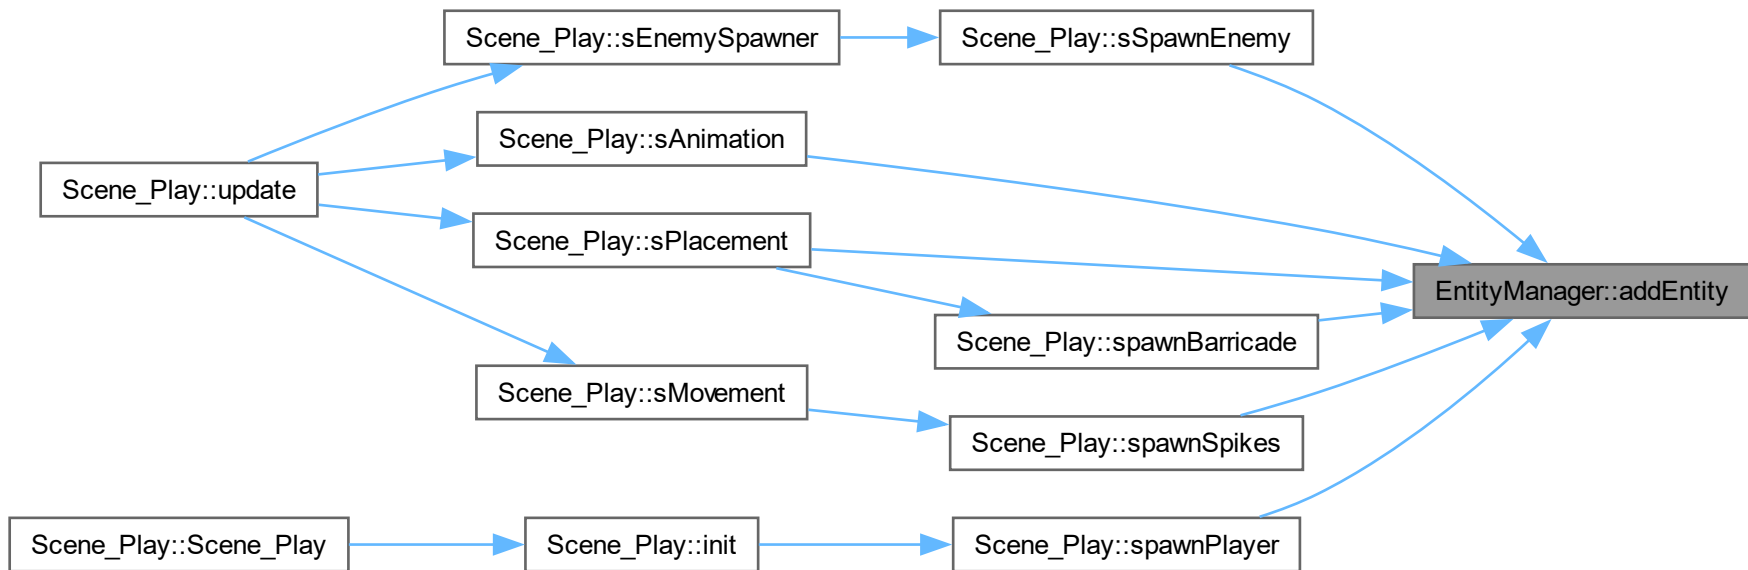 Scene_Play::sEnemySpawner
Scene_Play::sSpawnEnemy
Scene_Play::sAnimation
Scene_Play::update
Scene_Play::sPlacement
EntityManager::addEntity
Scene_Play::spawnBarricade
Scene_Play::sMovement
Scene_Play::spawnSpikes
Scene_Play::Scene_Play
Scene_Play::init
Scene_Play::spawnPlayer